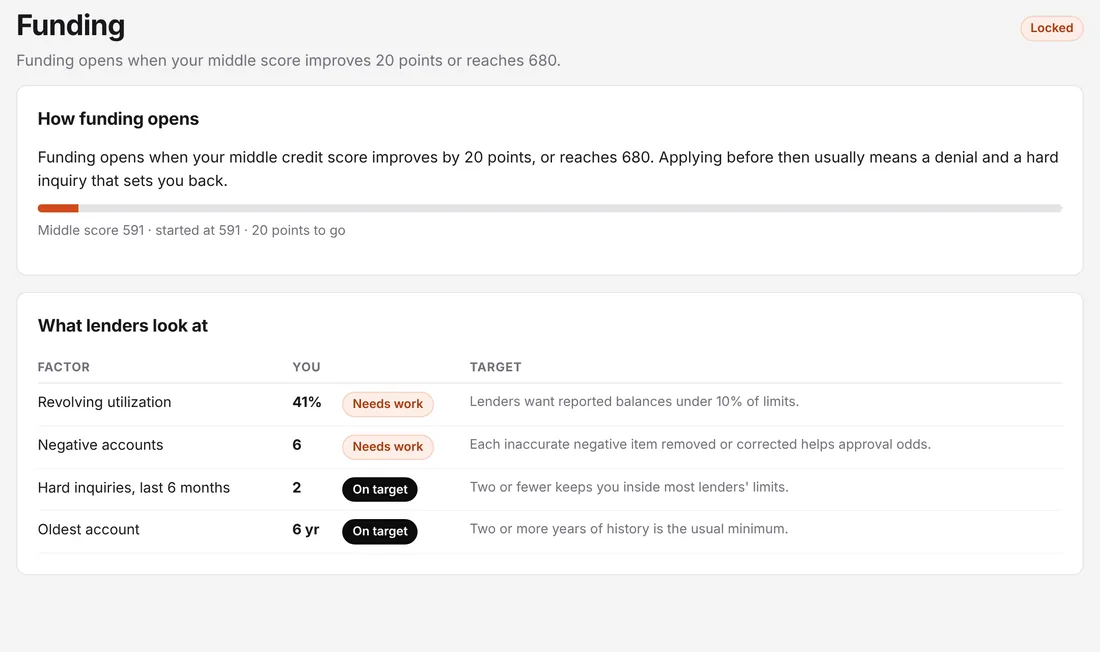 Funding
Locked
Funding opens when your middle score improves 20 points or reaches 680.
How funding opens
Funding opens when your middle credit score improves by 20 points, or reaches 680. Applying before then usually means a denial and a hard
inquiry that sets you back.
Middle score 591 · started at 591 · 20 points to go
What lenders look at
FACTOR YOU TARGET
Revolving utilization 41% Needs work Lenders want reported balances under 10% of limits.
Negative accounts 6 Needs work Each inaccurate negative item removed or corrected helps approval odds.
Hard inquiries, last 6 months 2 On target Two or fewer keeps you inside most lenders' limits.
Oldest account 6 yr On target Two or more years of history is the usual minimum.